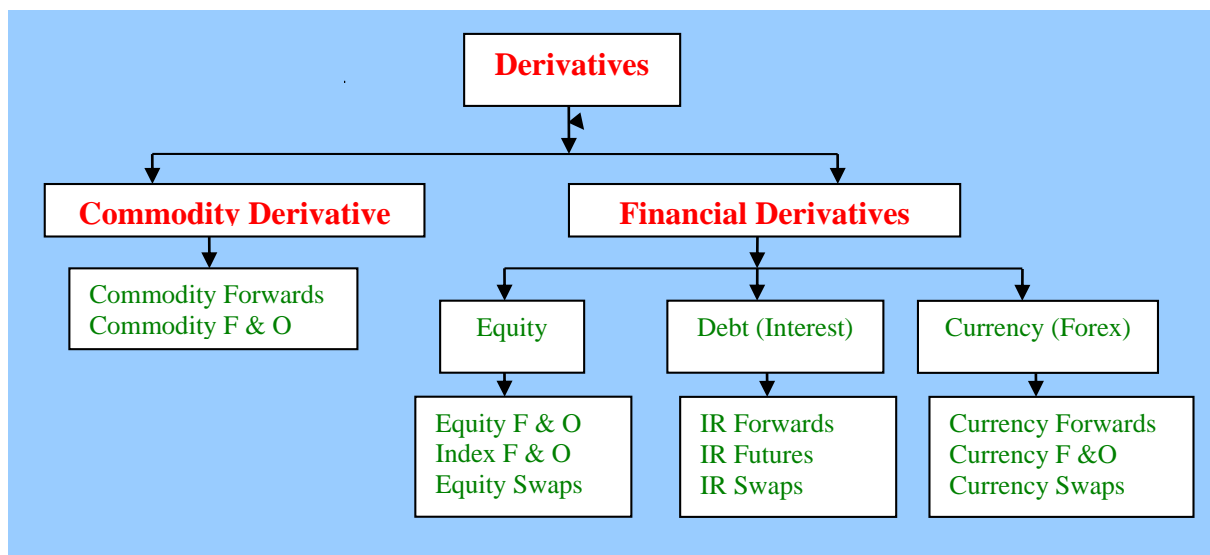 Derivatives
Commodity Derivative
Financial Derivatives
Commodity Forwards
Commodity F & O
Equity
Debt (Interest)
Currency (Forex)
Equity F & O
Index F & O
Equity Swaps
IR Forwards
IR Futures
IR Swaps
Currency Forwards
Currency F &O
Currency Swaps